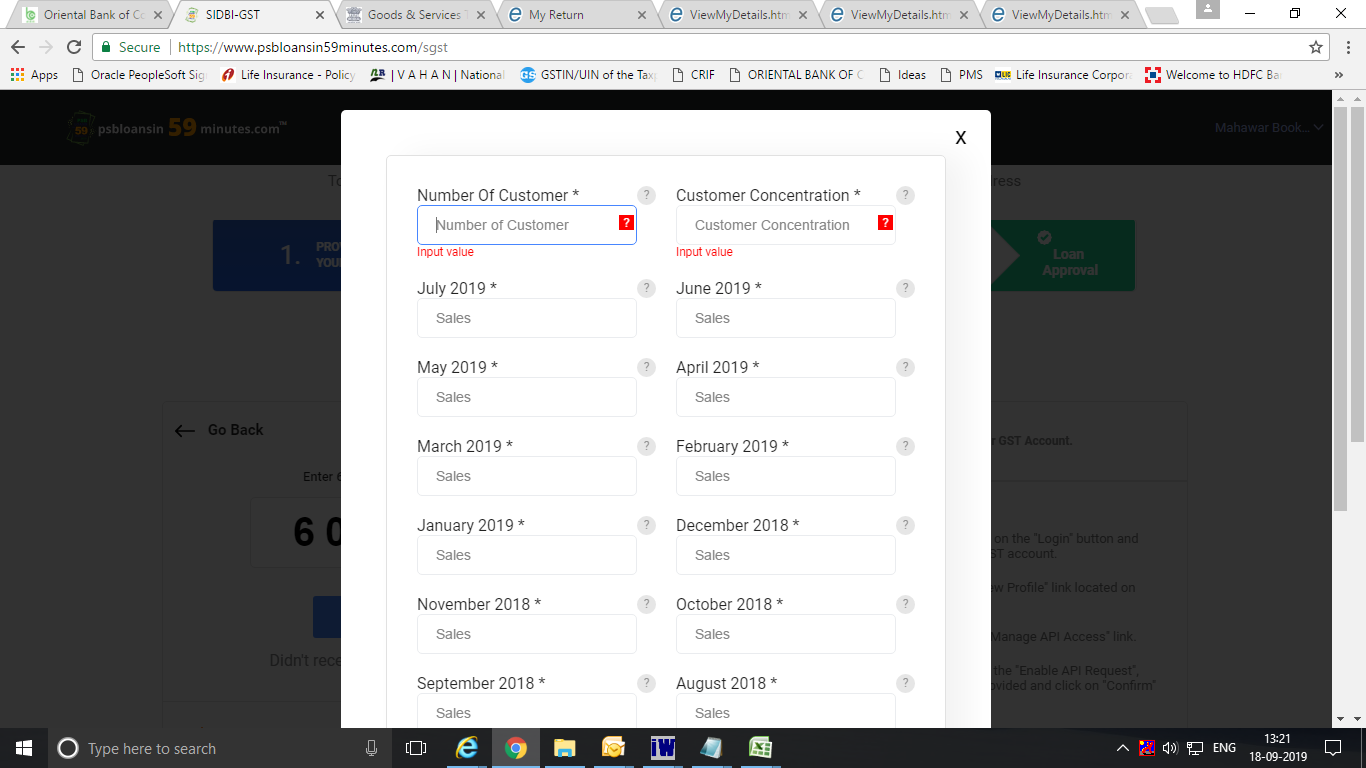 Oriental Bank of Co
SIDBI-GST
Goods & Services T
My Return
ViewMyDetails.htm
ViewMyDetails.htm
ViewMyDetails.htm
Secure https://www.psbloansin59minutes.com/sgst
Apps Oracle PeopleSoft Sig Life Insurance - Policy | V A H A N | National GSTIN/UIN of the Tax CRIF ORIENTAL BANK OF C Ideas PMS Life Insurance Corpora Welcome to HDFC Ba »
psbloansin 59 minutes.com™
Mahawar Book...
X
To
dress
1. PRO
YOU
Loan
Approval
Number Of Customer * ? Customer Concentration * ?
Number of Customer ? Customer Concentration ?
Input value Input value
July 2019 * ? June 2019 * ?
Sales Sales
May 2019 * ? April 2019 * ?
Sales Sales
March 2019 * ? February 2019 * ?
Sales Sales
January 2019 * ? December 2018 * ?
Sales Sales
November 2018 * ? October 2018 * ?
Sales Sales
September 2018 * ? August 2018 * ?
Sales Sales
Go Back
Enter 6
6 0
Didn't rece
r GST Account.
on the "Login" button and
ST account.
ew Profile" link located on
Manage API Access" link.
the "Enable API Request",
ovided and click on "Confirm"
Type here to search
ENG
13:21
18-09-2019